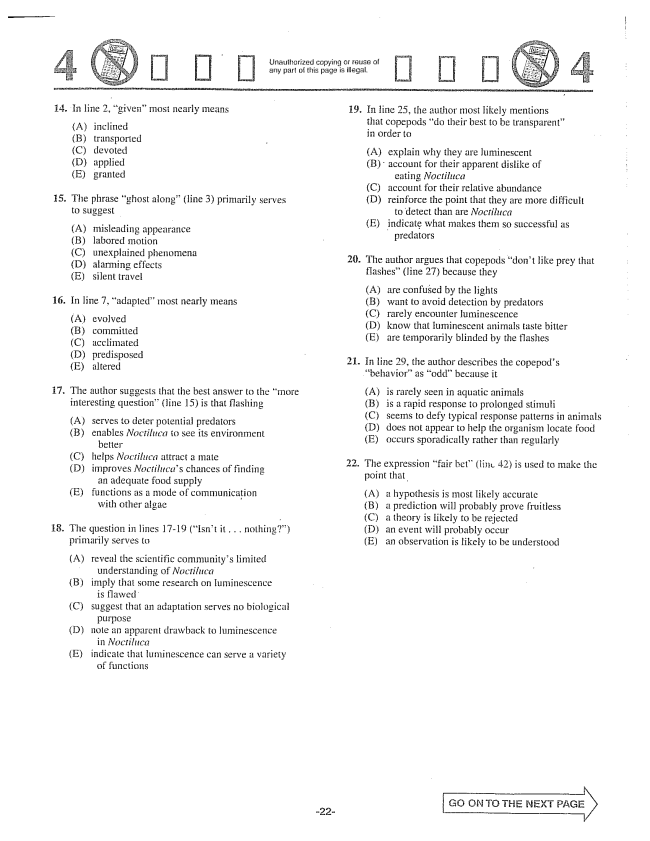 4
Unauthorized copying or reuse of
any part of this page is illegal.
4
14. In line 2, "given" most nearly means
(A) inclined
(B) transported
(C) devoted
(D) applied
(E) granted
15. The phrase "ghost along" (line 3) primarily serves
to suggest
(A) misleading appearance
(B) labored motion
(C) unexplained phenomena
(D) alarming effects
(E) silent travel
16. In line 7, "adapted" most nearly means
(A) evolved
(B) committed
(C) acclimated
(D) predisposed
(E) altered
17. The author suggests that the best answer to the "more
interesting question" (line 15) is that flashing
(A) serves to deter potential predators
(B) enables Noctiluca to see its environment
better
(C) helps Noctiluca attract a mate
(D) improves Noctiluca's chances of finding
an adequate food supply
(E) functions as a mode of communication
with other algae
18. The question in lines 17-19 ("Isn't it . . . nothing?")
primarily serves to
(A) reveal the scientific community's limited
understanding of Noctiluca
(B) imply that some research on luminescence
is flawed
(C) suggest that an adaptation serves no biological
purpose
(D) note an apparent drawback to luminescence
in Noctiluca
(E) indicate that luminescence can serve a variety
of functions
19. In line 25, the author most likely mentions
that copepods "do their best to be transparent"
in order to
(A) explain why they are luminescent
(B) account for their apparent dislike of
eating Noctiluca
(C) account for their relative abundance
(D) reinforce the point that they are more difficult
to detect than are Noctiluca
(E) indicate what makes them so successful as
predators
20. The author argues that copepods "don't like prey that
flashes" (line 27) because they
(A) are confused by the lights
(B) want to avoid detection by predators
(C) rarely encounter luminescence
(D) know that luminescent animals taste bitter
(E) are temporarily blinded by the flashes
21. In line 29, the author describes the copepod's
"behavior" as "odd" because it
(A) is rarely seen in aquatic animals
(B) is a rapid response to prolonged stimuli
(C) seems to defy typical response patterns in animals
(D) does not appear to help the organism locate food
(E) occurs sporadically rather than regularly
22. The expression "fair bet" (line 42) is used to make the
point that
(A) a hypothesis is most likely accurate
(B) a prediction will probably prove fruitless
(C) a theory is likely to be rejected
(D) an event will probably occur
(E) an observation is likely to be understood
-22-
GO ON TO THE NEXT PAGE